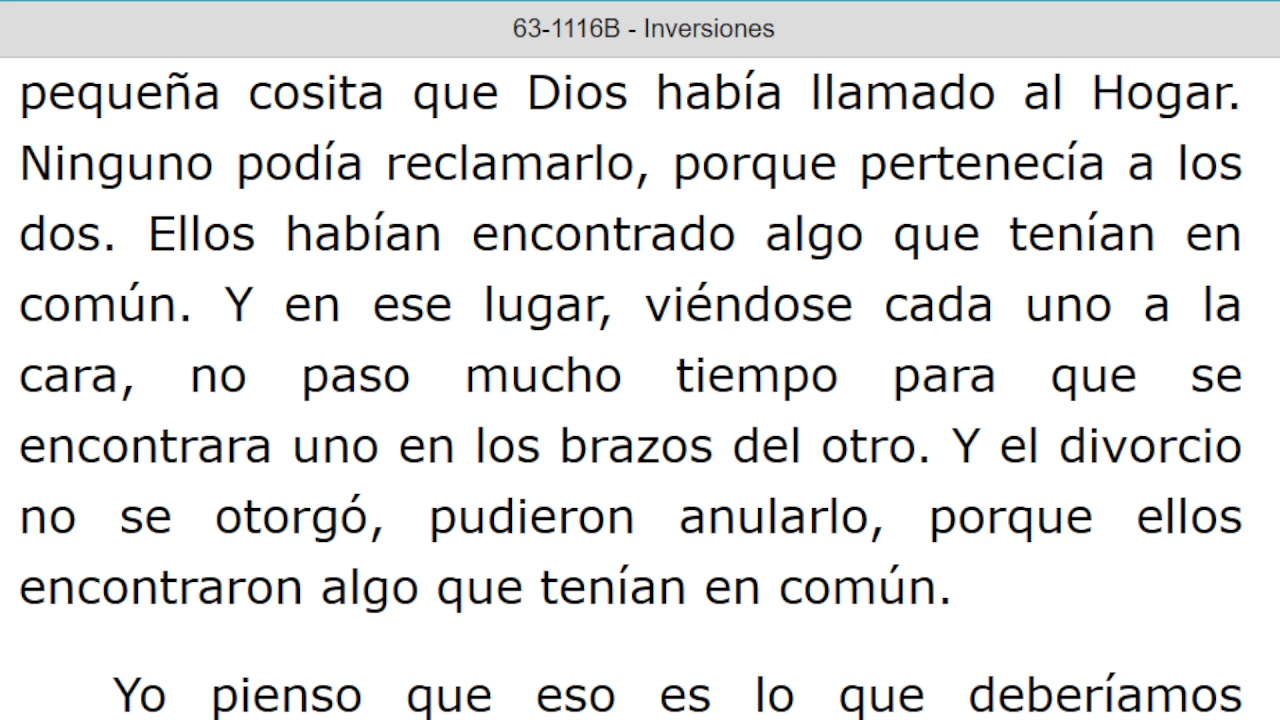 63-1116B - Inversiones
pequeña cosita que Dios había llamado al Hogar.
Ninguno podía reclamarlo, porque pertenecía a los
dos. Ellos habían encontrado algo que tenían en
común. Y en ese lugar, viéndose cada uno a la
cara, no paso mucho tiempo para que se
encontrara uno en los brazos del otro. Y el divorcio
no se otorgó, pudieron anularlo, porque ellos
encontraron algo que tenían en común.
Yo pienso que eso es lo que deberíamos